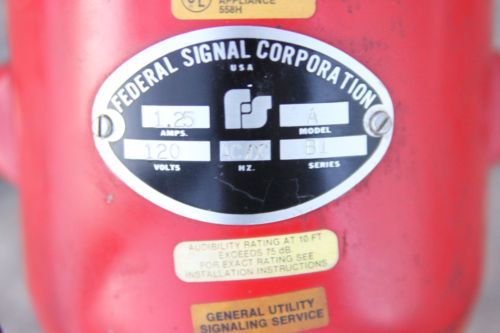 UL
APPLIANCE
558H
FEDERAL SIGNAL CORPORATION
USA
1.25 A
AMPS. MODEL
120 B1
VOLTS HZ. SERIES
AUDIBILITY RATING AT 10 FT.
EXCEEDS 75 dB.
FOR EXACT RATING SEE
INSTALLATION INSTRUCTIONS
GENERAL UTILITY
SIGNALING SERVICE